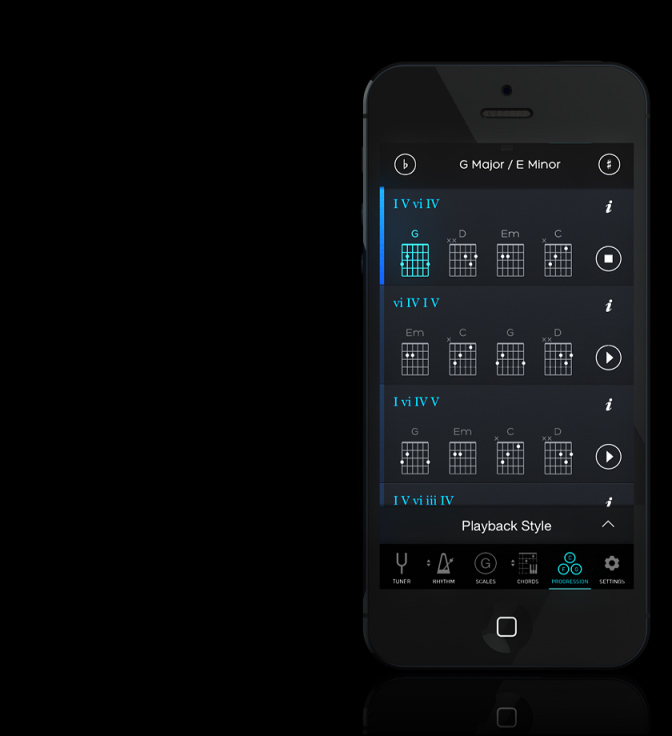 ♭ G Major / E Minor ♯
I V vi IV i
G D Em C
x x x
vi IV I V i
Em C G D
x x x
I vi IV V i
G Em C D
x x x
I V vi iii IV i
Playback Style
G
TUNER RHYTHM SCALES CHORDS PROGRESSION SETTINGS